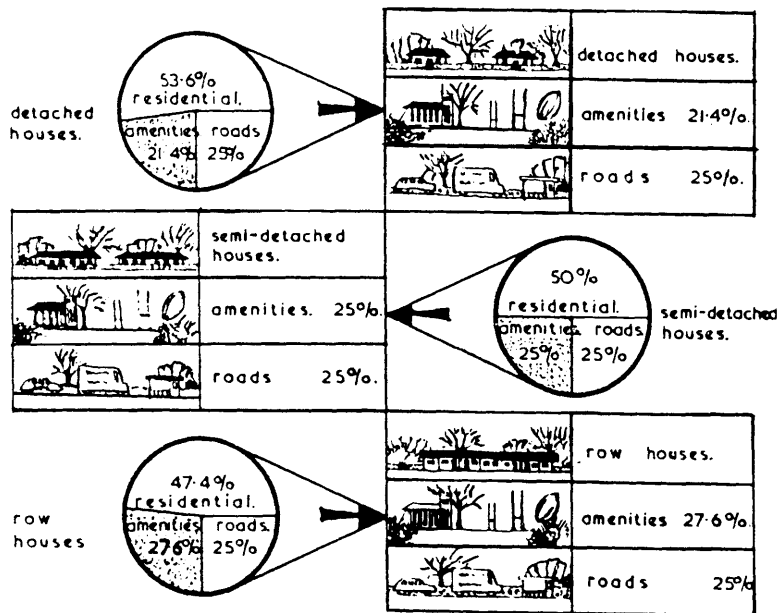 detached
houses.
53·6%
residential.
amenities roads
21·4% 25%
detached houses.
amenities 21·4%.
roads 25%.
semi-detached
houses.
amenities. 25%.
roads 25%.
50%
residential.
amenities. roads.
25% 25%
semi-detached
houses.
row
houses
47·4%
residential.
amenities roads.
27·6% 25%
row houses.
amenities 27·6%.
roads 25%